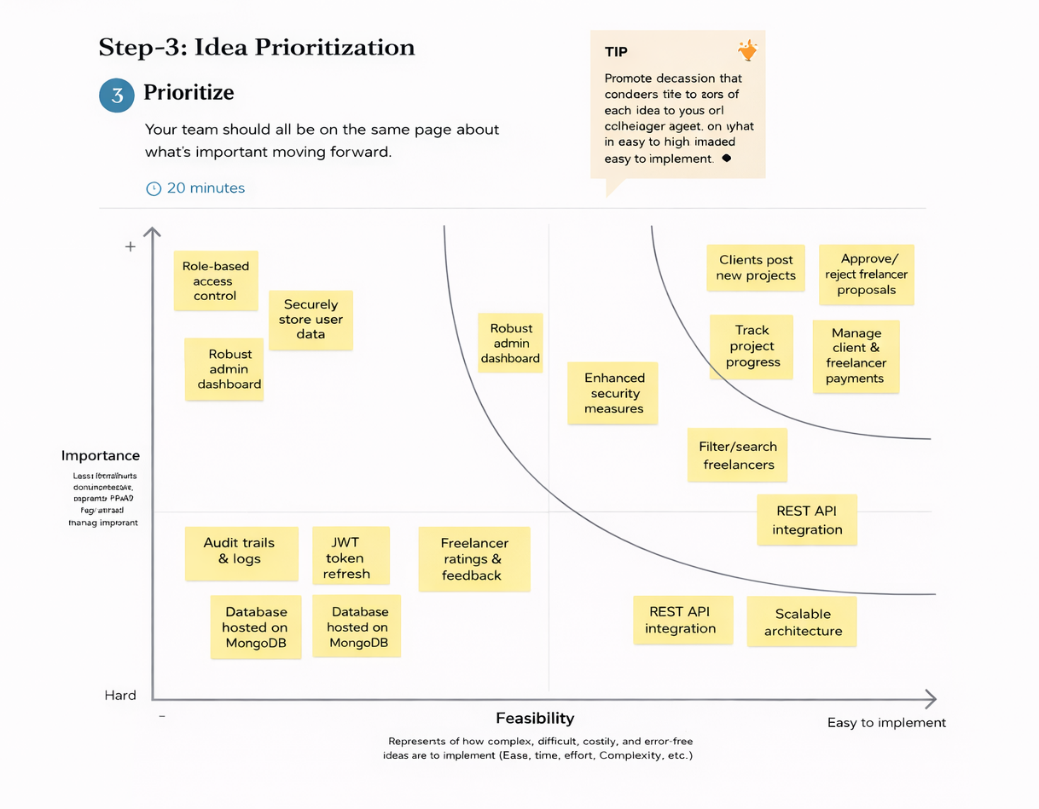 Step-3: Idea Prioritization
3
Prioritize
Your team should all be on the same page about
what's important moving forward.
20 minutes
TIP
Promote decassion that
condeers tite to zors of
each idea to yous orl
cclheiager ageet, on what
in easy to high imaded
easy to implement.
+
Role-based
access
control
Securely
store user
data
Robust
admin
dashboard
Robust
admin
dashboard
Enhanced
security
measures
Clients post
new projects
Approve/
reject frelancer
proposals
Track
project
progress
Manage
client &
freelancer
payments
Filter/search
freelancers
REST API
integration
Importance
Audit trails
& logs
JWT
token
refresh
Freelancer
ratings &
feedback
Database
hosted on
MongoDB
Database
hosted on
MongoDB
REST API
integration
Scalable
architecture
Hard
–
Feasibility
Easy to implement
Represents of how complex, difficult, costily, and error-free
ideas are to implement (Ease, time, effort, Complexity, etc.)